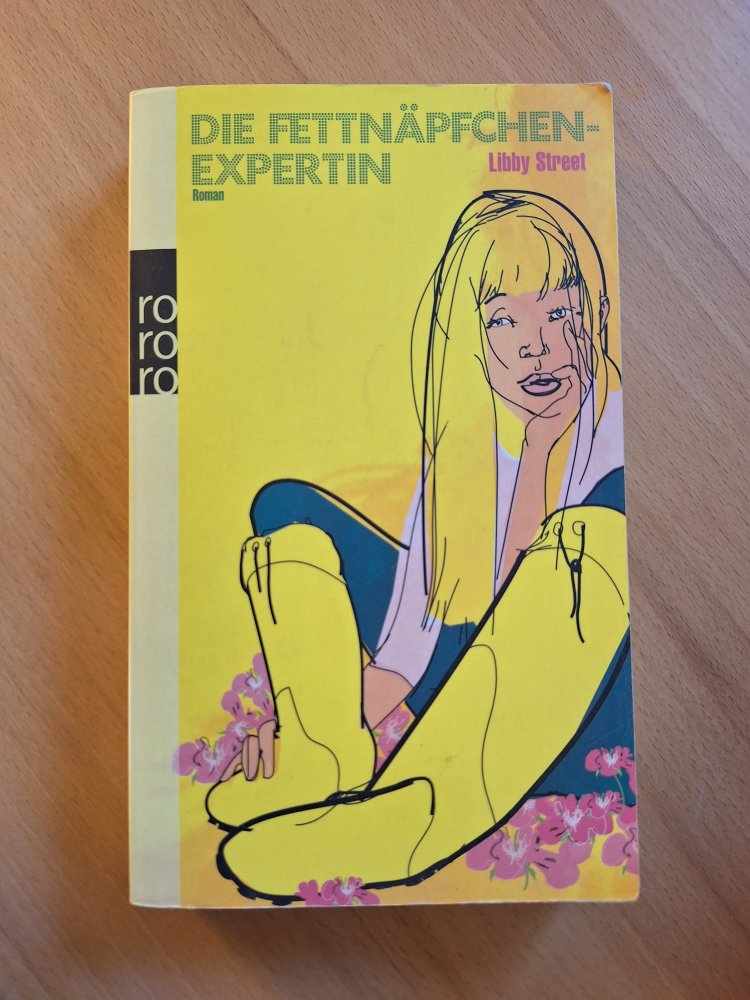 DIE FETTNÄPFCHEN-
EXPERTIN
Libby Street
Roman
ro
ro
ro